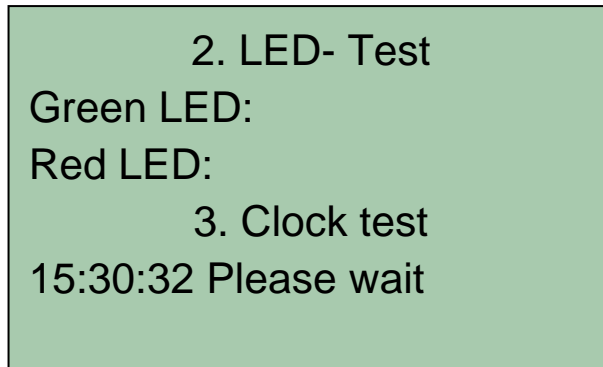 2. LED- Test
Green LED:
Red LED:
3. Clock test
15:30:32 Please wait